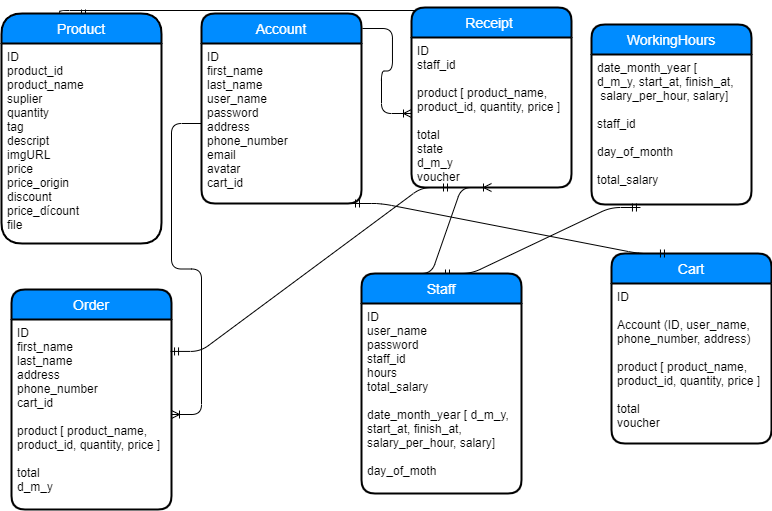 Product
ID
product_id
product_name
suplier
quantity
tag
descript
imgURL
price
price_origin
discount
price_dícount
file
Account
ID
first_name
last_name
user_name
password
address
phone_number
email
avatar
cart_id
Receipt
ID
staff_id
product [ product_name,
product_id, quantity, price ]
total
state
d_m_y
voucher
WorkingHours
date_month_year [
d_m_y, start_at, finish_at,
salary_per_hour, salary]
staff_id
day_of_month
total_salary
Order
ID
first_name
last_name
address
phone_number
cart_id
product [ product_name,
product_id, quantity, price ]
total
d_m_y
Staff
ID
user_name
password
staff_id
hours
total_salary
date_month_year [ d_m_y,
start_at, finish_at,
salary_per_hour, salary]
day_of_moth
Cart
ID
Account (ID, user_name,
phone_number, address)
product [ product_name,
product_id, quantity, price ]
total
voucher